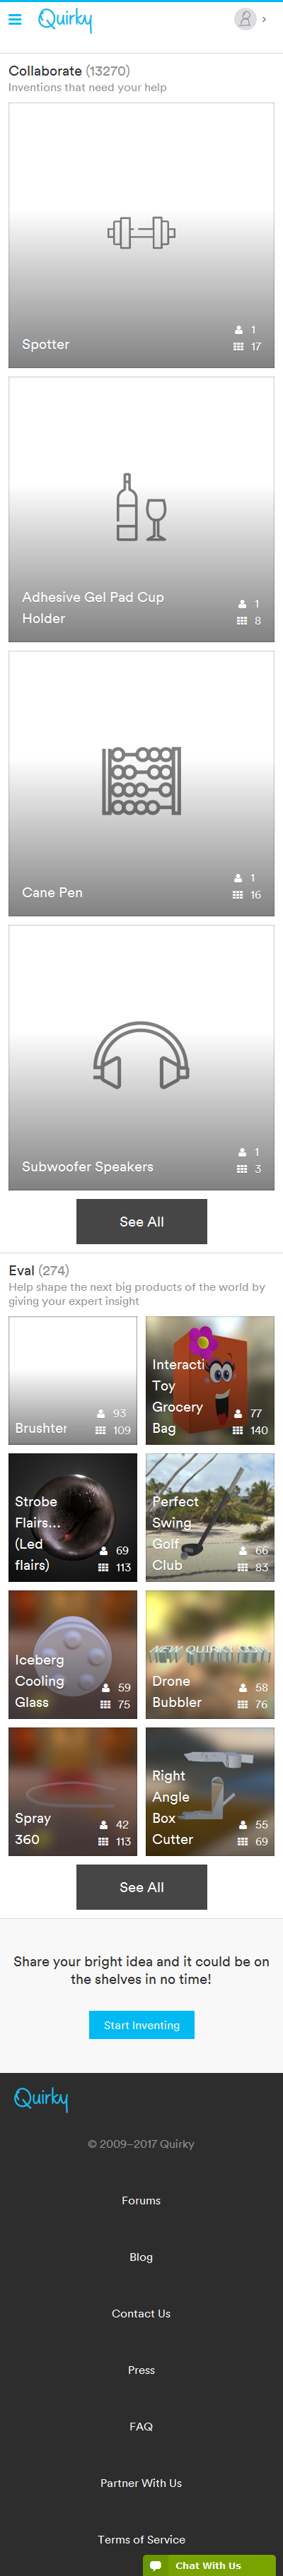 Quirky
Collaborate (13270)
Inventions that need your help
1
Spotter
17
Adhesive Gel Pad Cup
Holder
1
8
1
Cane Pen
16
1
Subwoofer Speakers
3
See All
Eval (274)
Help shape the next big products of the world by
giving your expert insight
93
Brushter
109
Interacti
Toy
Grocery
Bag
77
140
Strobe
Flairs...
(Led
flairs)
69
113
Perfect
Swing
Golf
Club
66
83
Iceberg
Cooling
Glass
59
75
NEW QUIRKY
Drone
Bubbler
58
76
Spray
360
42
113
Right
Angle
Box
Cutter
55
69
See All
Share your bright idea and it could be on
the shelves in no time!
Start Inventing
Quirky
© 2009–2017 Quirky
Forums
Blog
Contact Us
Press
FAQ
Partner With Us
Terms of Service
Chat With Us